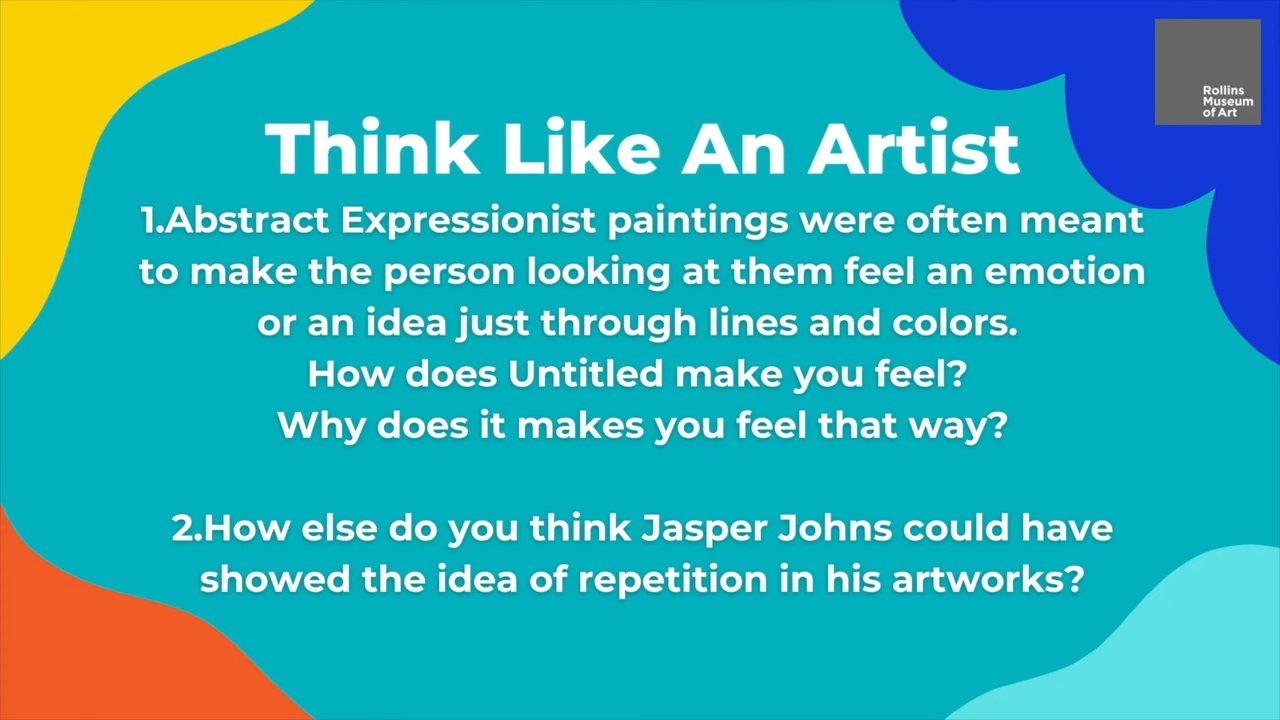 Rollins
Museum
of Art
Think Like An Artist
1.Abstract Expressionist paintings were often meant
to make the person looking at them feel an emotion
or an idea just through lines and colors.
How does Untitled make you feel?
Why does it makes you feel that way?
2.How else do you think Jasper Johns could have
showed the idea of repetition in his artworks?